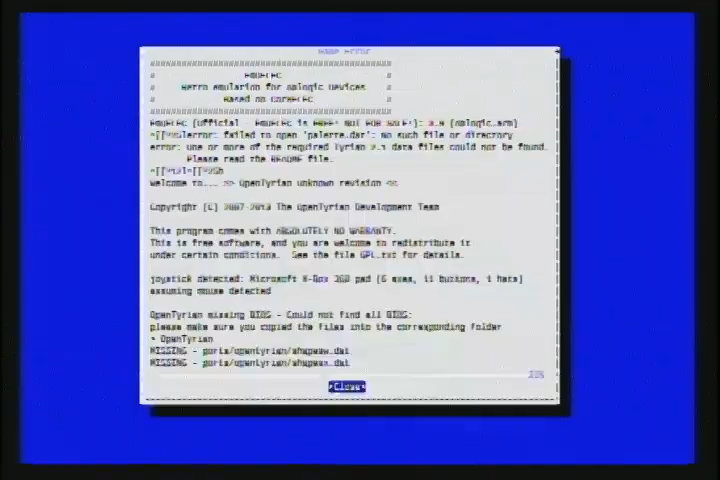 Game Error
##############################################
# EMUELEC #
# Retro emulation for Amlogic Devices #
# Based on CoreELEC #
##############################################
EMUELEC (official - EMUELEC is FREE* NOT FOR SALE*): (Amlogic.arm)
error: failed to open 'palette.dat': No such file or directory
error: One or more of the required Tyrian 2.1 data files could not be found.
Please read the README file.
Welcome to... >> OpenTyrian unknown revision <<
Copyright (C) 2007-2013 The OpenTyrian Development Team
This program comes with ABSOLUTELY NO WARRANTY.
This is free software, and you are welcome to redistribute it
under certain conditions. See the file GPL.txt for details.
joystick detected: Microsoft X-Box 360 pad (6 axes, 11 buttons, 1 hats)
assuming mouse detected
OpenTyrian missing BIOS - Could not find all BIOS:
please make sure you copied the files into the corresponding folder
* OpenTyrian
MISSING - ports/opentyrian/
MISSING - ports/opentyrian/
<Close>